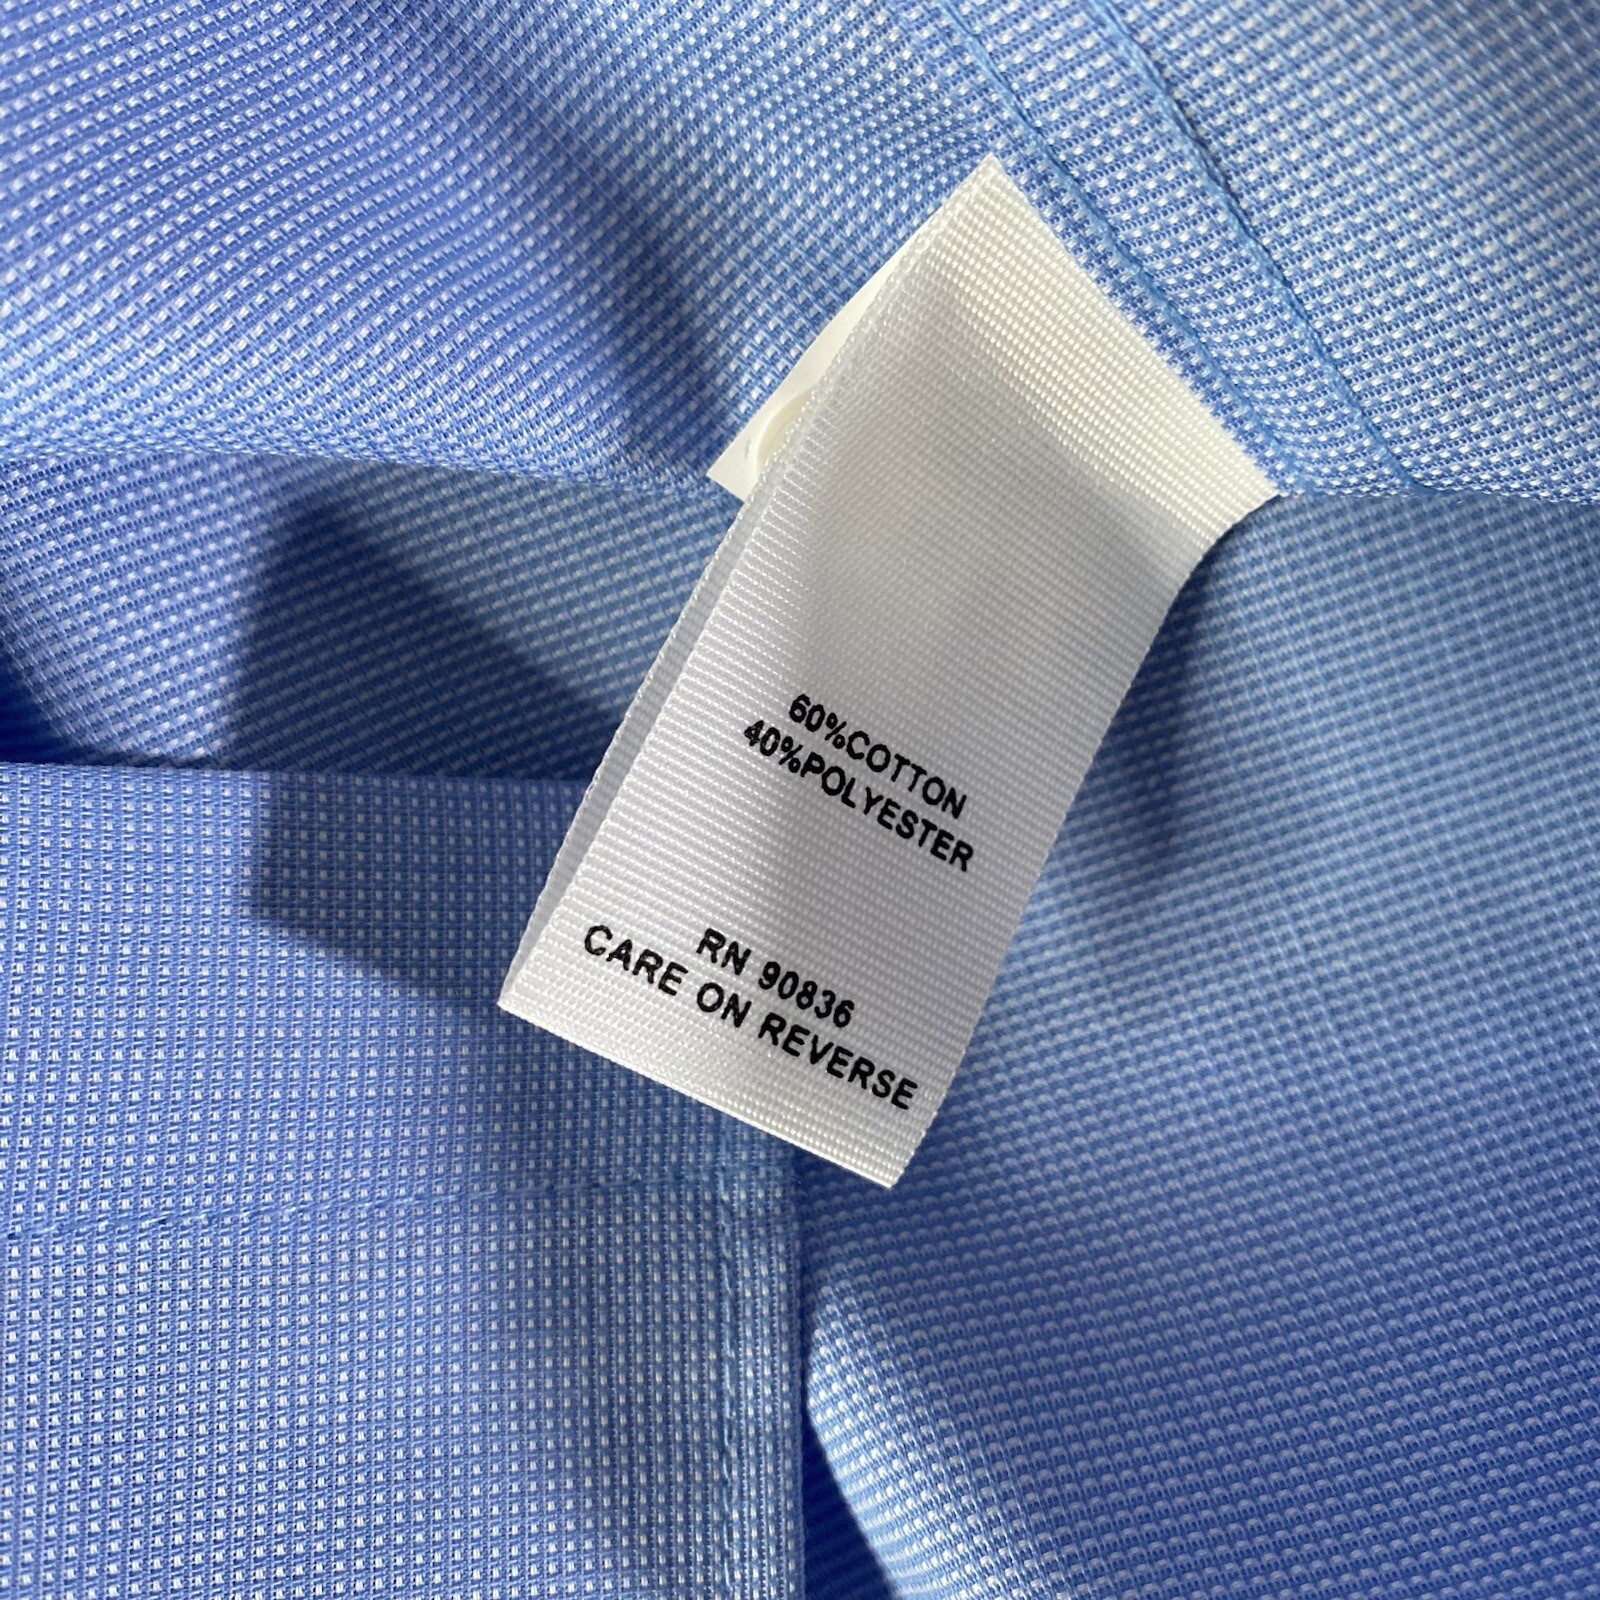 60%COTTON
40%POLYESTER
RN 90836
CARE ON REVERSE